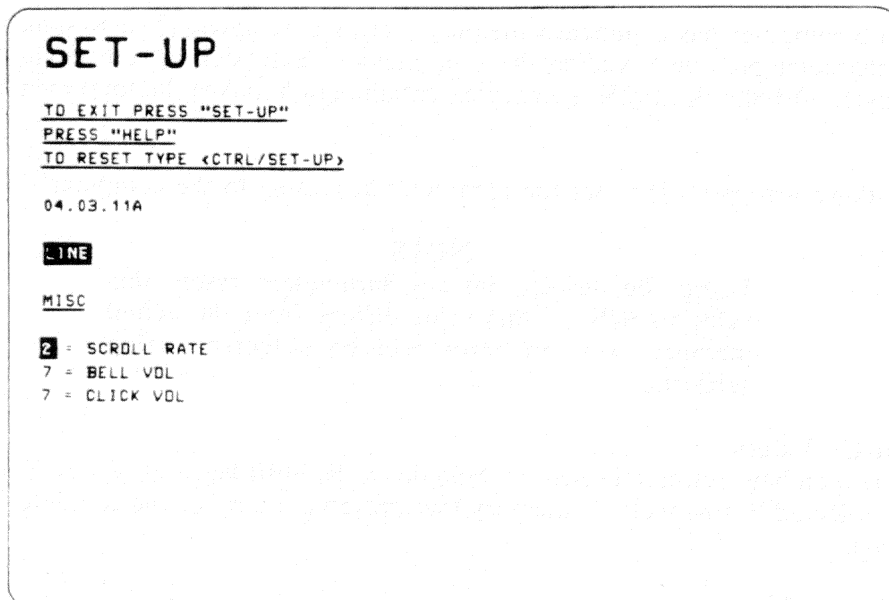 SET-UP
TO EXIT PRESS "SET-UP"
PRESS "HELP"
TO RESET TYPE <CTRL/SET-UP>
04.03.11A
LINE
MISC
2 = SCROLL RATE
7 = BELL VOL
7 = CLICK VOL